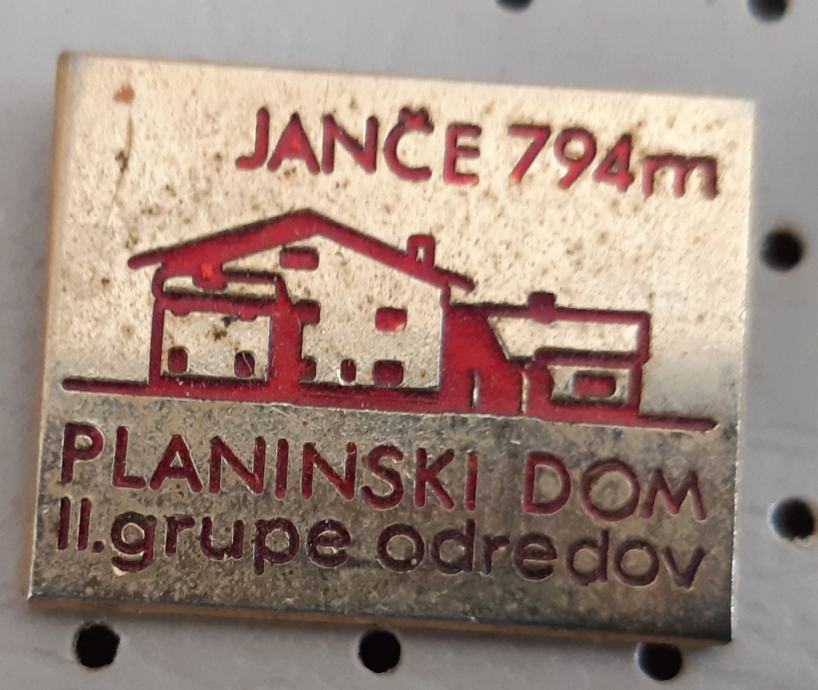 JANČE 794m
PLANINSKI DOM
II.grupe odredov